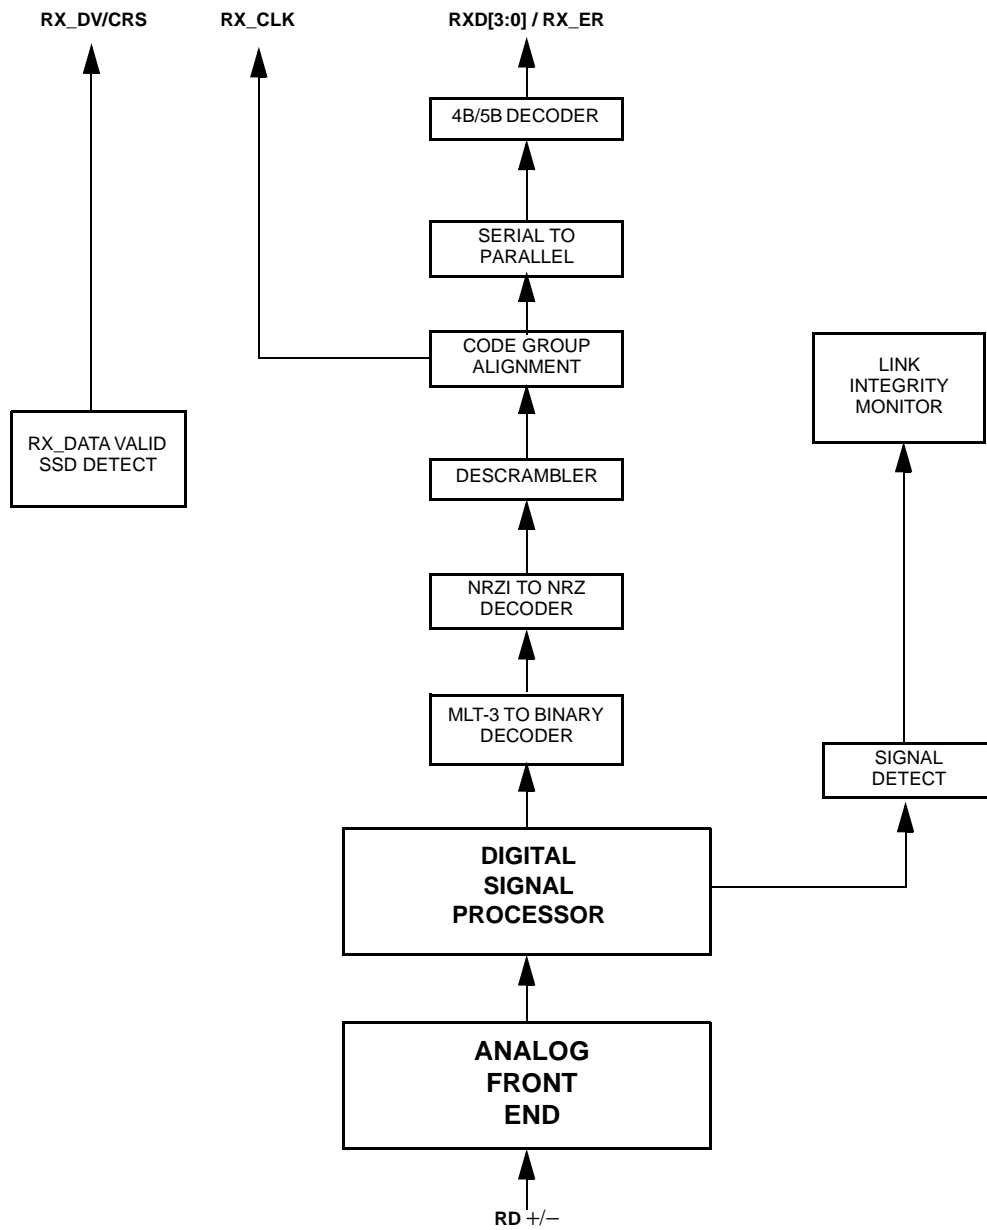 RX_DV/CRS
RX_CLK
RXD[3:0] / RX_ER
4B/5B DECODER
SERIAL TO
PARALLEL
CODE GROUP
ALIGNMENT
LINK
INTEGRITY
MONITOR
RX_DATA VALID
SSD DETECT
DESCRAMBLER
NRZI TO NRZ
DECODER
MLT-3 TO BINARY
DECODER
SIGNAL
DETECT
DIGITAL
SIGNAL
PROCESSOR
ANALOG
FRONT
END
RD +/−